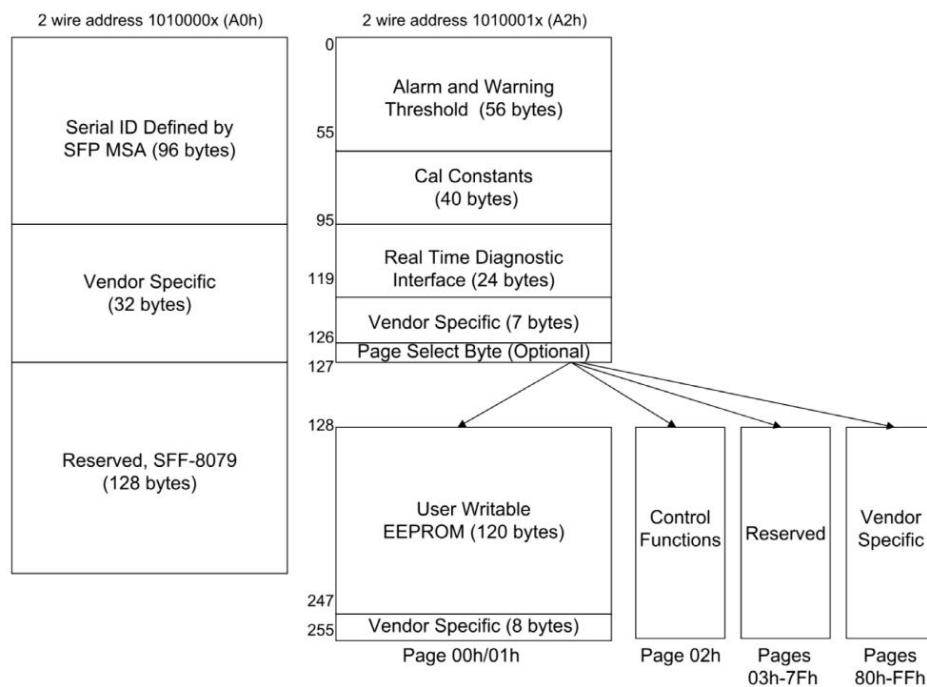 2 wire address 1010000x (A0h)
Serial ID Defined by
SFP MSA (96 bytes)
Vendor Specific
(32 bytes)
Reserved, SFF-8079
(128 bytes)
2 wire address 1010001x (A2h)
0
Alarm and Warning
Threshold (56 bytes)
55
Cal Constants
(40 bytes)
95
Real Time Diagnostic
Interface (24 bytes)
119
Vendor Specific (7 bytes)
126
Page Select Byte (Optional)
127
128
User Writable
EEPROM (120 bytes)
247
Vendor Specific (8 bytes)
255
Page 00h/01h
Control
Functions
Page 02h
Reserved
Pages
03h-7Fh
Vendor
Specific
Pages
80h-FFh